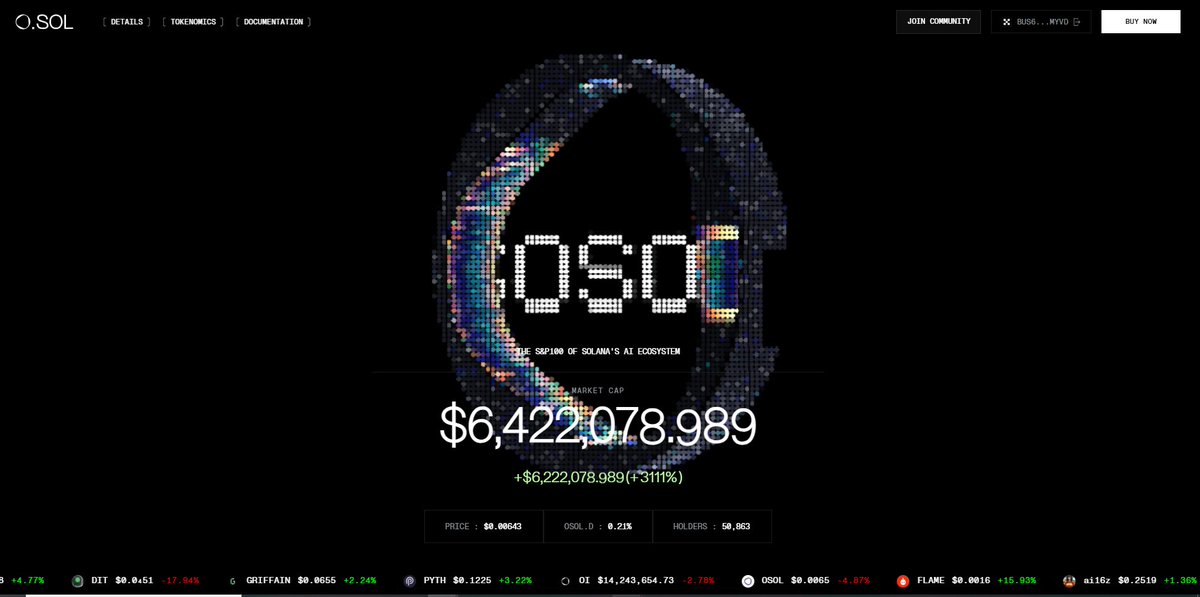 O.SOL [ DETAILS ] [ TOKENOMICS ] [ DOCUMENTATION ] JOIN COMMUNITY BUS6...MYVD BUY NOW
OSO
THE S&P100 OF SOLANA'S AI ECOSYSTEM
MARKET CAP
$6,422,078.989
+$6,222,078.989(+3111%)
PRICE : $0.00643 OSOL.D : 0.21% HOLDERS : 50,863
+4.77% DIT $0.0451 -17.94% GRIFFAIN $0.0655 +2.24% PYTH $0.1225 +3.22% OI $14,243,654.73 -2.78% OSOL $0.0065 -4.87% FLAME $0.0016 +15.93% ai16z $0.2519 +1.36%